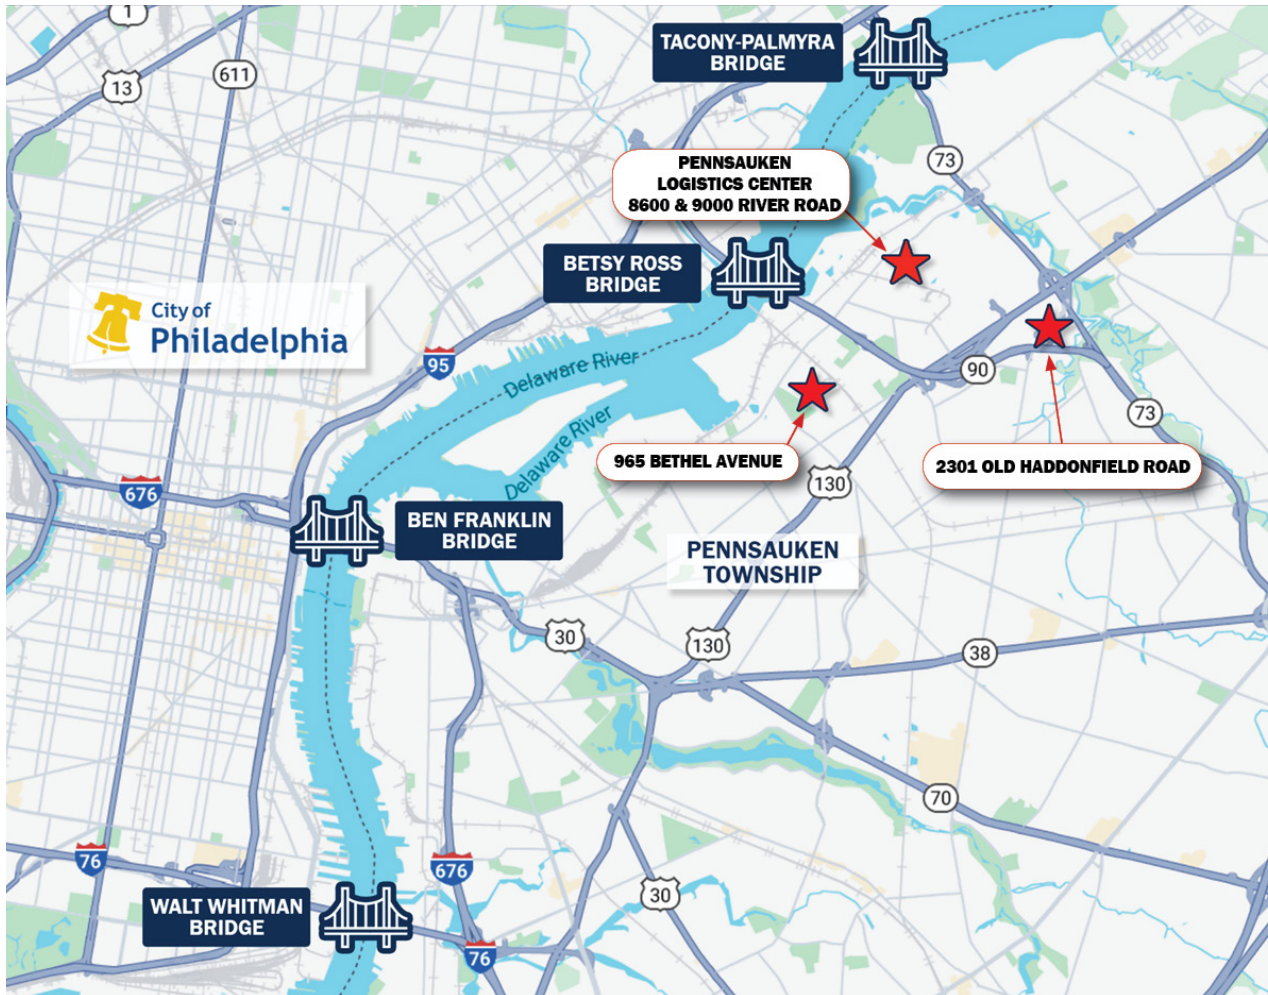 1
13
611
TACONY-PALMYRA
BRIDGE
73
PENNSAUKEN
LOGISTICS CENTER
8600 & 9000 RIVER ROAD
BETSY ROSS
BRIDGE
City of
Philadelphia
95
Delaware River
90
73
Delaware River
965 BETHEL AVENUE
2301 OLD HADDONFIELD ROAD
676
130
BEN FRANKLIN
BRIDGE
PENNSAUKEN
TOWNSHIP
30
130
38
70
76
676
30
WALT WHITMAN
BRIDGE
76